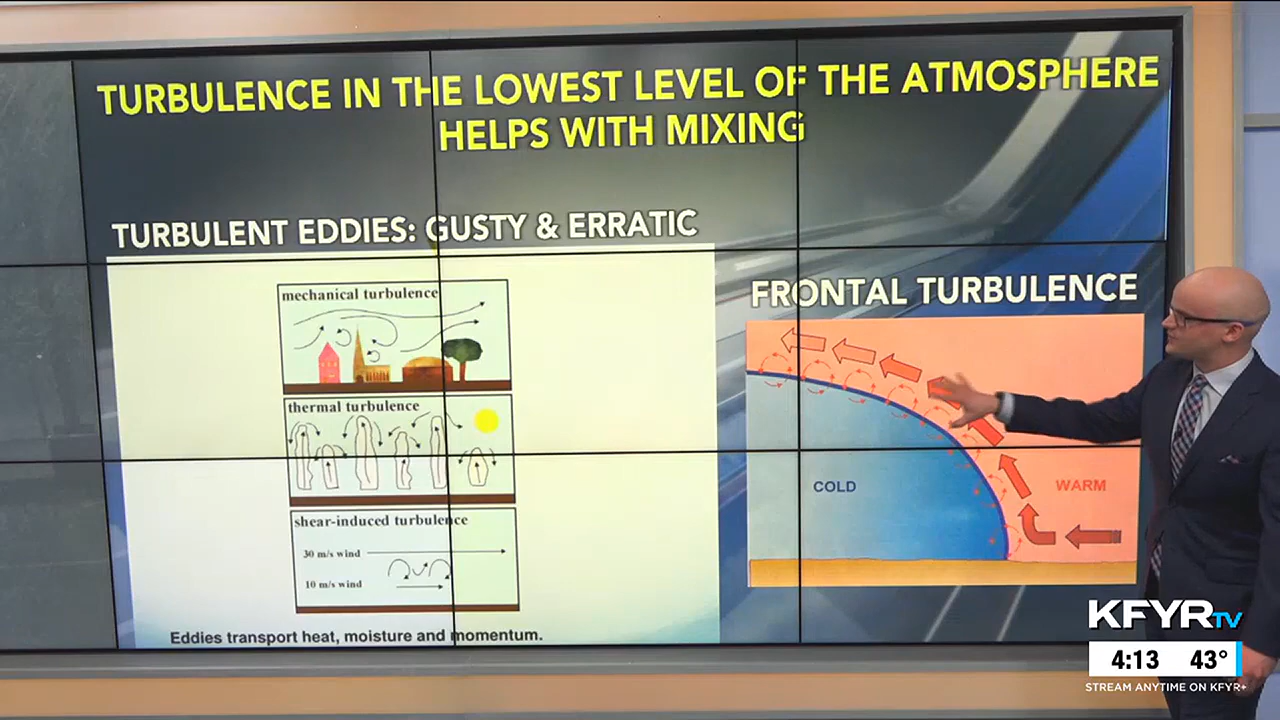 TURBULENCE IN THE LOWEST LEVEL OF THE ATMOSPHERE
HELPS WITH MIXING
TURBULENT EDDIES: GUSTY & ERRATIC
mechanical turbulence
thermal turbulence
shear-induced turbulence
30 m/s wind
10 m/s wind
Eddies transport heat, moisture and momentum.
FRONTAL TURBULENCE
COLD
WARM
KFYRTV
4:13 43°
STREAM ANYTIME ON KFYR+